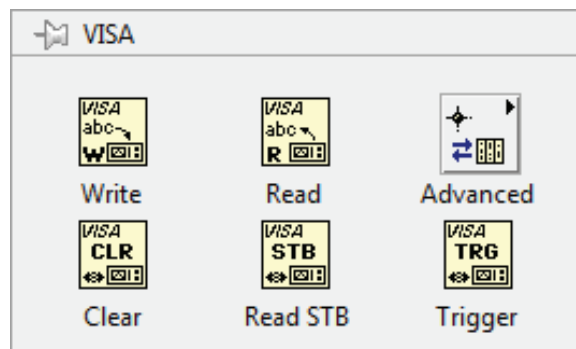 VISA
VISA abc W
VISA abc R
Write Read Advanced
VISA CLR
VISA STB
VISA TRG
Clear Read STB Trigger